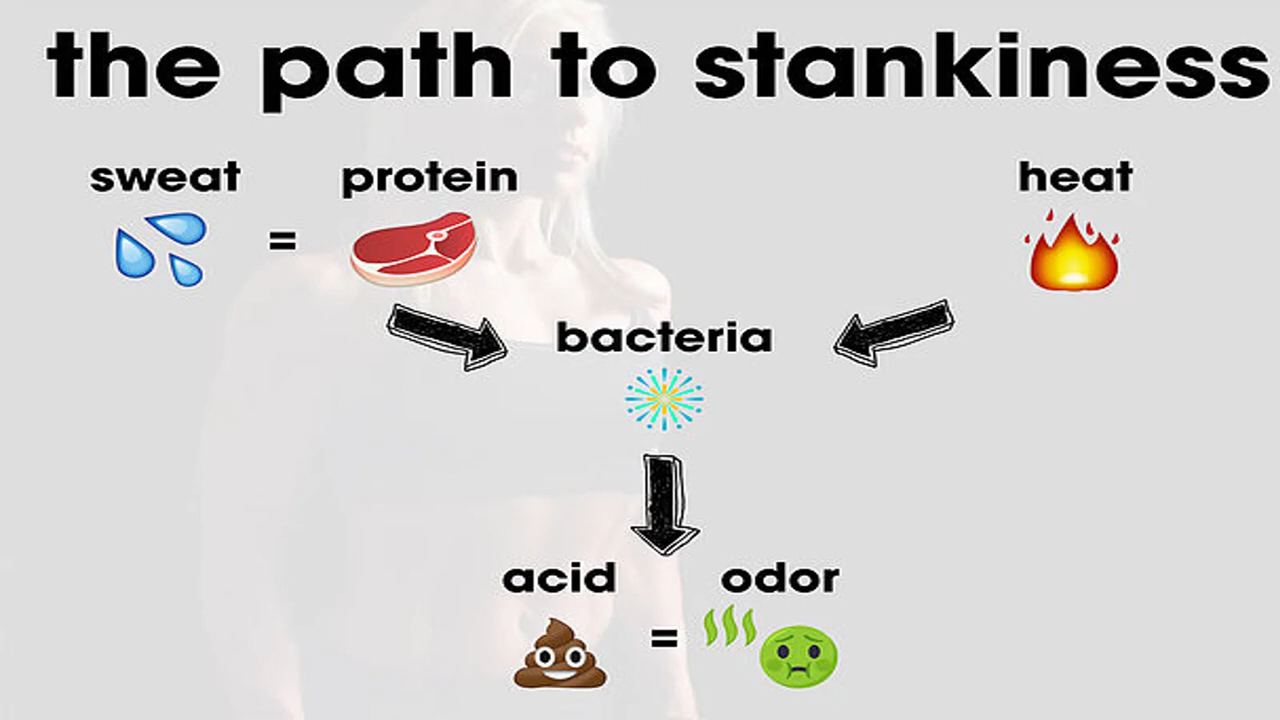 the path to stankiness
sweat = protein
heat
bacteria
acid = odor